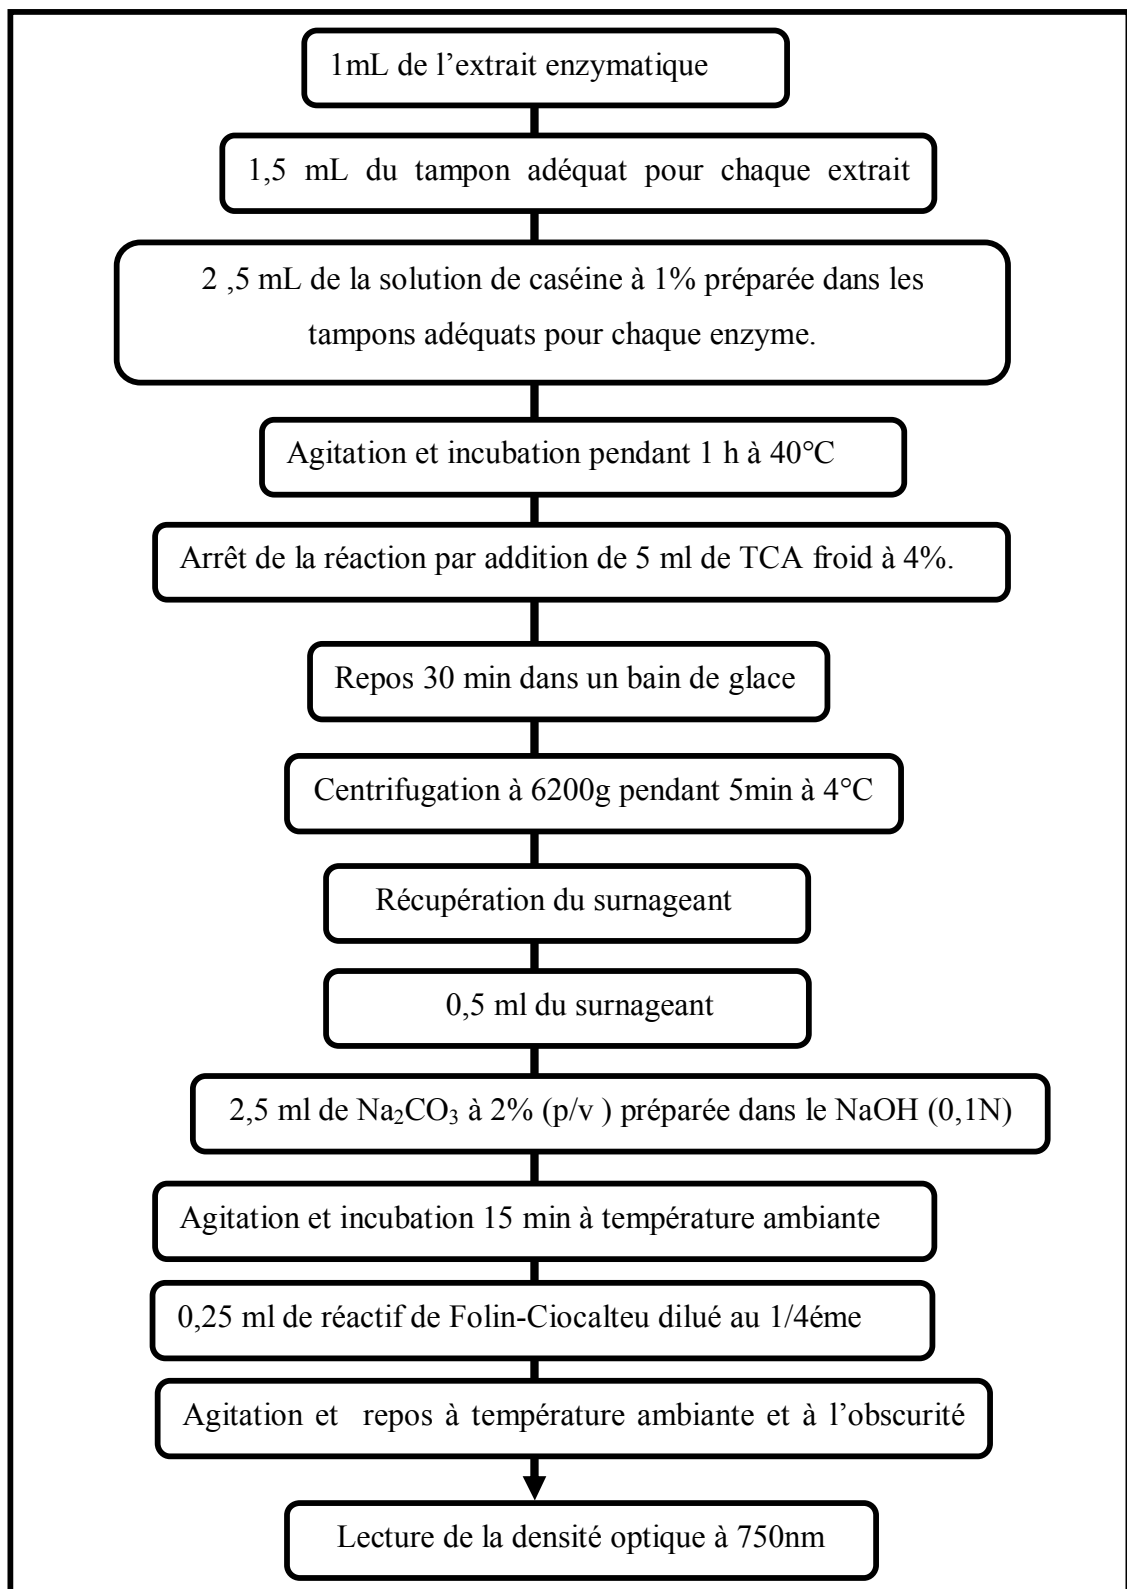 1mL de l’extrait enzymatique
1,5 mL du tampon adéquat pour chaque extrait
2 ,5 mL de la solution de caséine à 1% préparée dans les
tampons adéquats pour chaque enzyme.
Agitation et incubation pendant 1 h à 40°C
Arrêt de la réaction par addition de 5 ml de TCA froid à 4%.
Repos 30 min dans un bain de glace
Centrifugation à 6200g pendant 5min à 4°C
Récupération du surnageant
0,5 ml du surnageant
2,5 ml de Na₂CO₃ à 2% (p/v ) préparée dans le NaOH (0,1N)
Agitation et incubation 15 min à température ambiante
0,25 ml de réactif de Folin-Ciocalteu dilué au 1/4éme
Agitation et repos à température ambiante et à l’obscurité
Lecture de la densité optique à 750nm